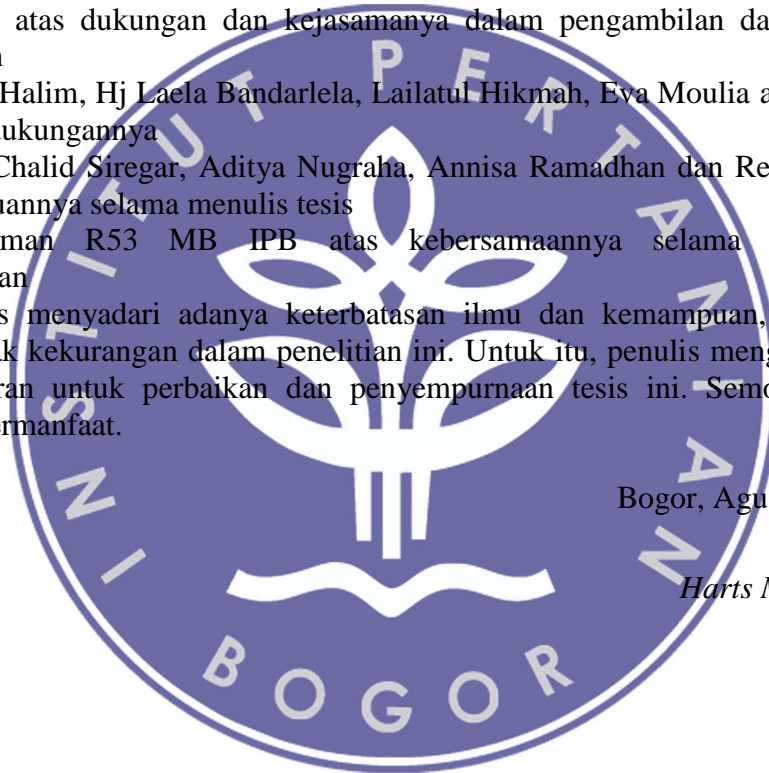 atas dukungan dan kejasamanya dalam pengambilan da
n
Halim, Hj Laela Bandarlela, Lailatul Hikmah, Eva Moulia a
dukungannya
Chalid Siregar, Aditya Nugraha, Annisa Ramadhan dan Re
uannya selama menulis tesis
man R53 MB IPB atas kebersamaannya selama
an
s menyadari adanya keterbatasan ilmu dan kemampuan,
ak kekurangan dalam penelitian ini. Untuk itu, penulis meng
ran untuk perbaikan dan penyempurnaan tesis ini. Semo
ermanfaat.
Bogor, Agu
Harts M
INSTITUT PERTANIAN
BOGOR